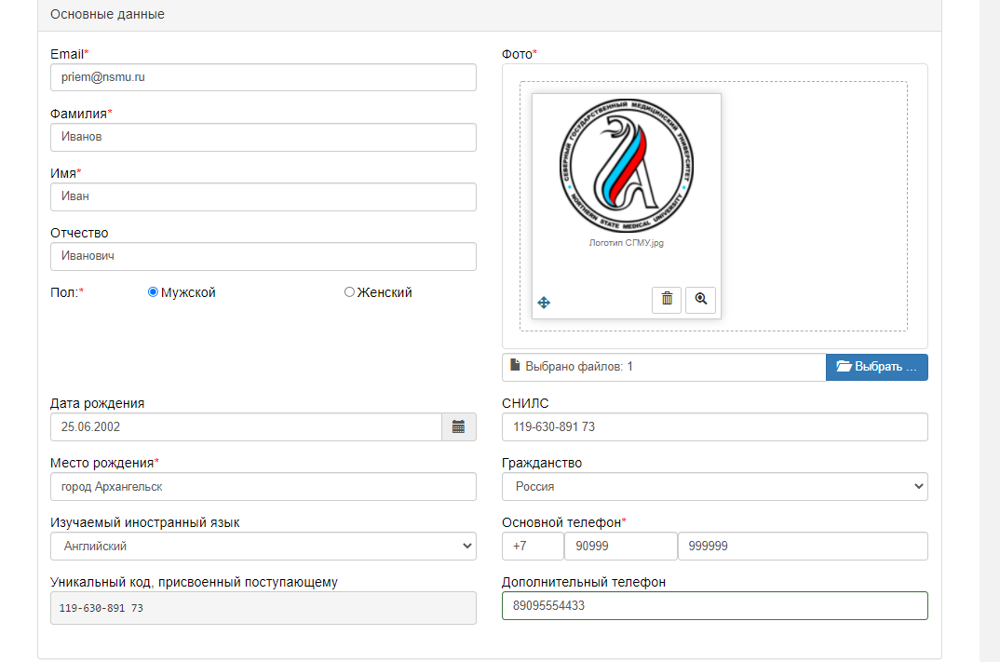 Основные данные
Email*
priem@nsmu.ru
Фамилия*
Иванов
Имя*
Иван
Отчество
Иванович
Пол:*
Мужской
Женский
Фото*
СЕВЕРНЫЙ ГОСУДАРСТВЕННЫЙ МЕДИЦИНСКИЙ УНИВЕРСИТЕТ
NORTHERN STATE MEDICAL UNIVERSITY
Логотип СГМУ.jpg
Выбрано файлов: 1
Выбрать ...
Дата рождения
25.06.2002
СНИЛС
119-630-891 73
Место рождения*
город Архангельск
Гражданство
Россия
Изучаемый иностранный язык
Английский
Основной телефон*
+7 90999 999999
Уникальный код, присвоенный поступающему
119-630-891 73
Дополнительный телефон
89095554433